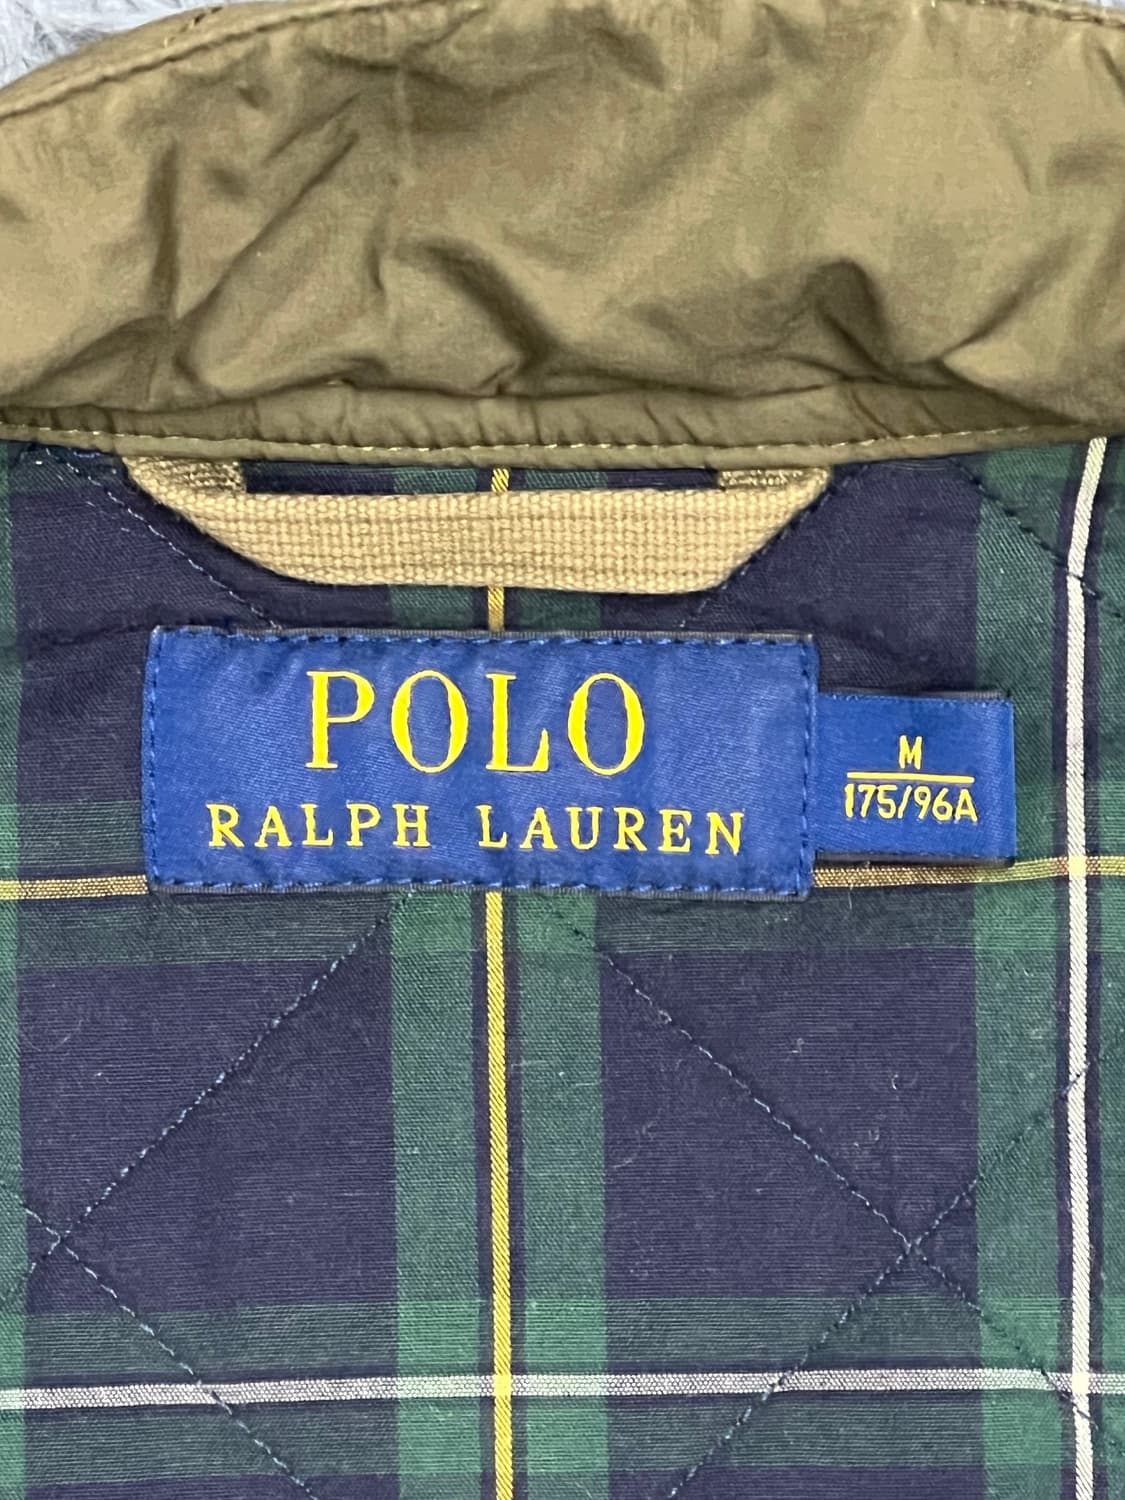 POLO
RALPH LAUREN
M
175/96A